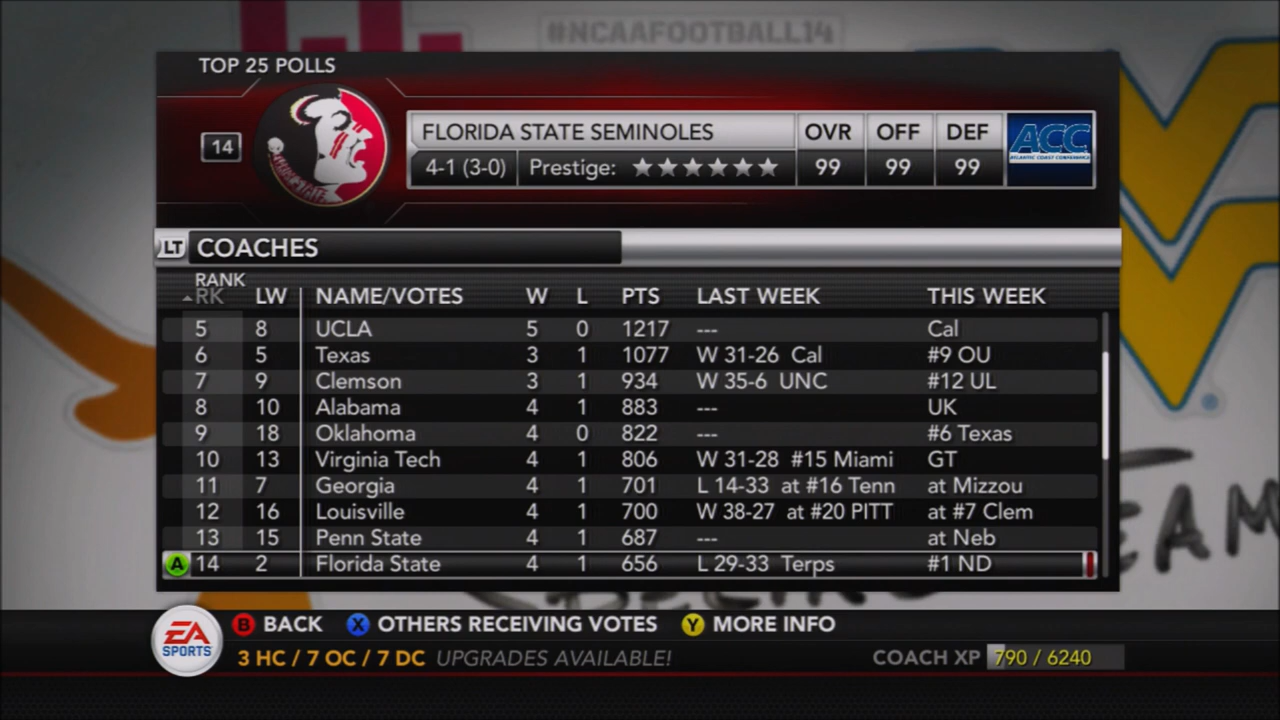 #NCAAFOOTBALL14
TOP 25 POLLS
14
FLORIDA STATE SEMINOLES OVR OFF DEF ACC
ATLANTIC COAST CONFERENCE
4-1 (3-0) Prestige: ★★★★★★ 99 99 99
LT COACHES
RANK
RK LW NAME/VOTES W L PTS LAST WEEK THIS WEEK
5 8 UCLA 5 0 1217 --- Cal
6 5 Texas 3 1 1077 W 31-26 Cal #9 OU
7 9 Clemson 3 1 934 W 35-6 UNC #12 UL
8 10 Alabama 4 1 883 --- UK
9 18 Oklahoma 4 0 822 --- #6 Texas
10 13 Virginia Tech 4 1 806 W 31-28 #15 Miami GT
11 7 Georgia 4 1 701 L 14-33 at #16 Tenn at Mizzou
12 16 Louisville 4 1 700 W 38-27 at #20 PITT at #7 Clem
13 15 Penn State 4 1 687 --- at Neb
A 14 2 Florida State 4 1 656 L 29-33 Terps #1 ND
EA SPORTS
B BACK X OTHERS RECEIVING VOTES Y MORE INFO
3 HC / 7 OC / 7 DC UPGRADES AVAILABLE! COACH XP 790 / 6240